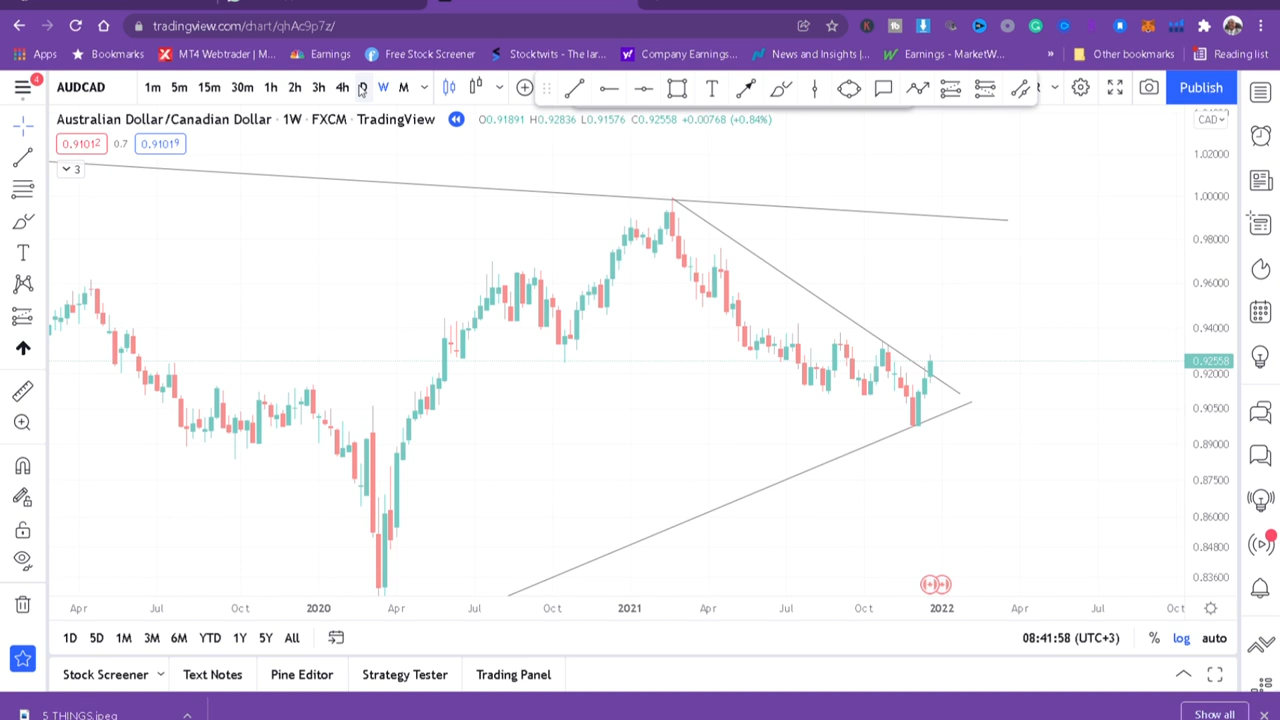 tradingview.com/chart/qhAc9p7z/
Apps Bookmarks MT4 Webtrader | M... Earnings Free Stock Screener Stocktwits - The lar... Company Earnings... News and Insights |... Earnings - MarketW... » Other bookmarks Reading list
4 AUDCAD 1m 5m 15m 30m 1h 2h 3h 4h D W M Publish
Australian Dollar/Canadian Dollar · 1W · FXCM · TradingView O0.91891 H0.92836 L0.91576 C0.92558 +0.00768 (+0.84%) CAD
0.91012 0.7 0.91019
3
1.02000
1.00000
0.98000
0.96000
0.94000
0.92558
0.92000
0.90500
0.89000
0.87500
0.86000
0.84800
0.83600
Apr Jul Oct 2020 Apr Jul Oct 2021 Apr Jul Oct 2022 Apr Jul Oct
1D 5D 1M 3M 6M YTD 1Y 5Y All 08:41:58 (UTC+3) % log auto
Stock Screener Text Notes Pine Editor Strategy Tester Trading Panel
5 THINGS.jpeg Show all